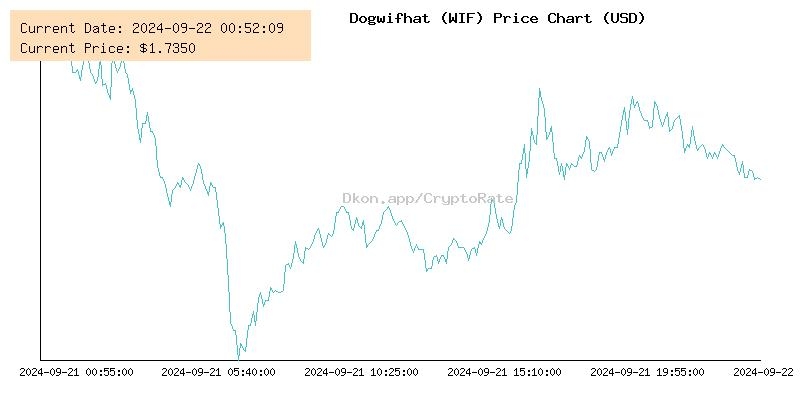 Dogwifhat (WIF) Price Chart (USD)
Current Date: 2024-09-22 00:52:09
Current Price: $1.7350
Dkon.app/CryptoRate
2024-09-21 00:55:00 2024-09-21 05:40:00 2024-09-21 10:25:00 2024-09-21 15:10:00 2024-09-21 19:55:00 2024-09-22